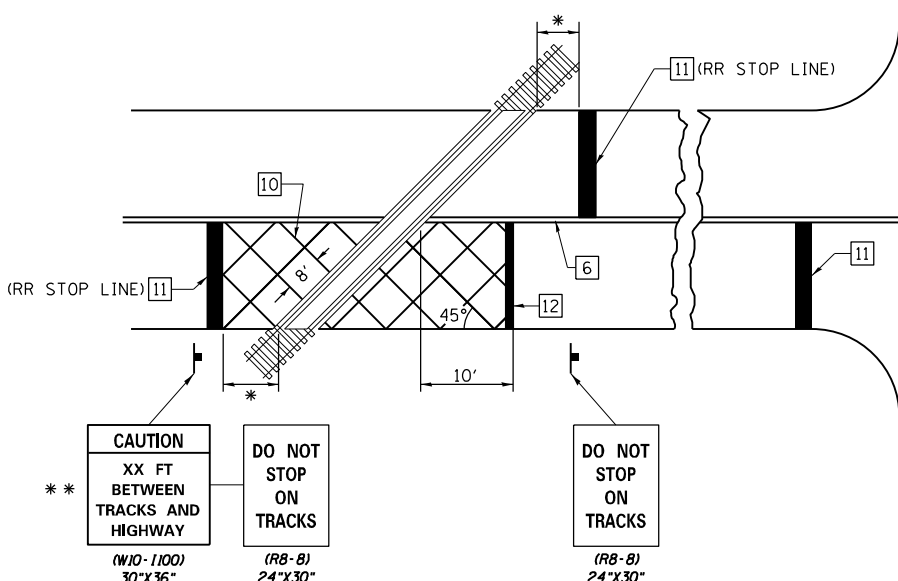 *
11 (RR STOP LINE)
10
8'
6
11
(RR STOP LINE) 11
12
45°
10'
*
* *
CAUTION
XX FT
BETWEEN
TRACKS AND
HIGHWAY
(W10-1100)
30"X36"
DO NOT
STOP
ON
TRACKS
(R8-8)
24"X30"
DO NOT
STOP
ON
TRACKS
(R8-8)
24"X30"